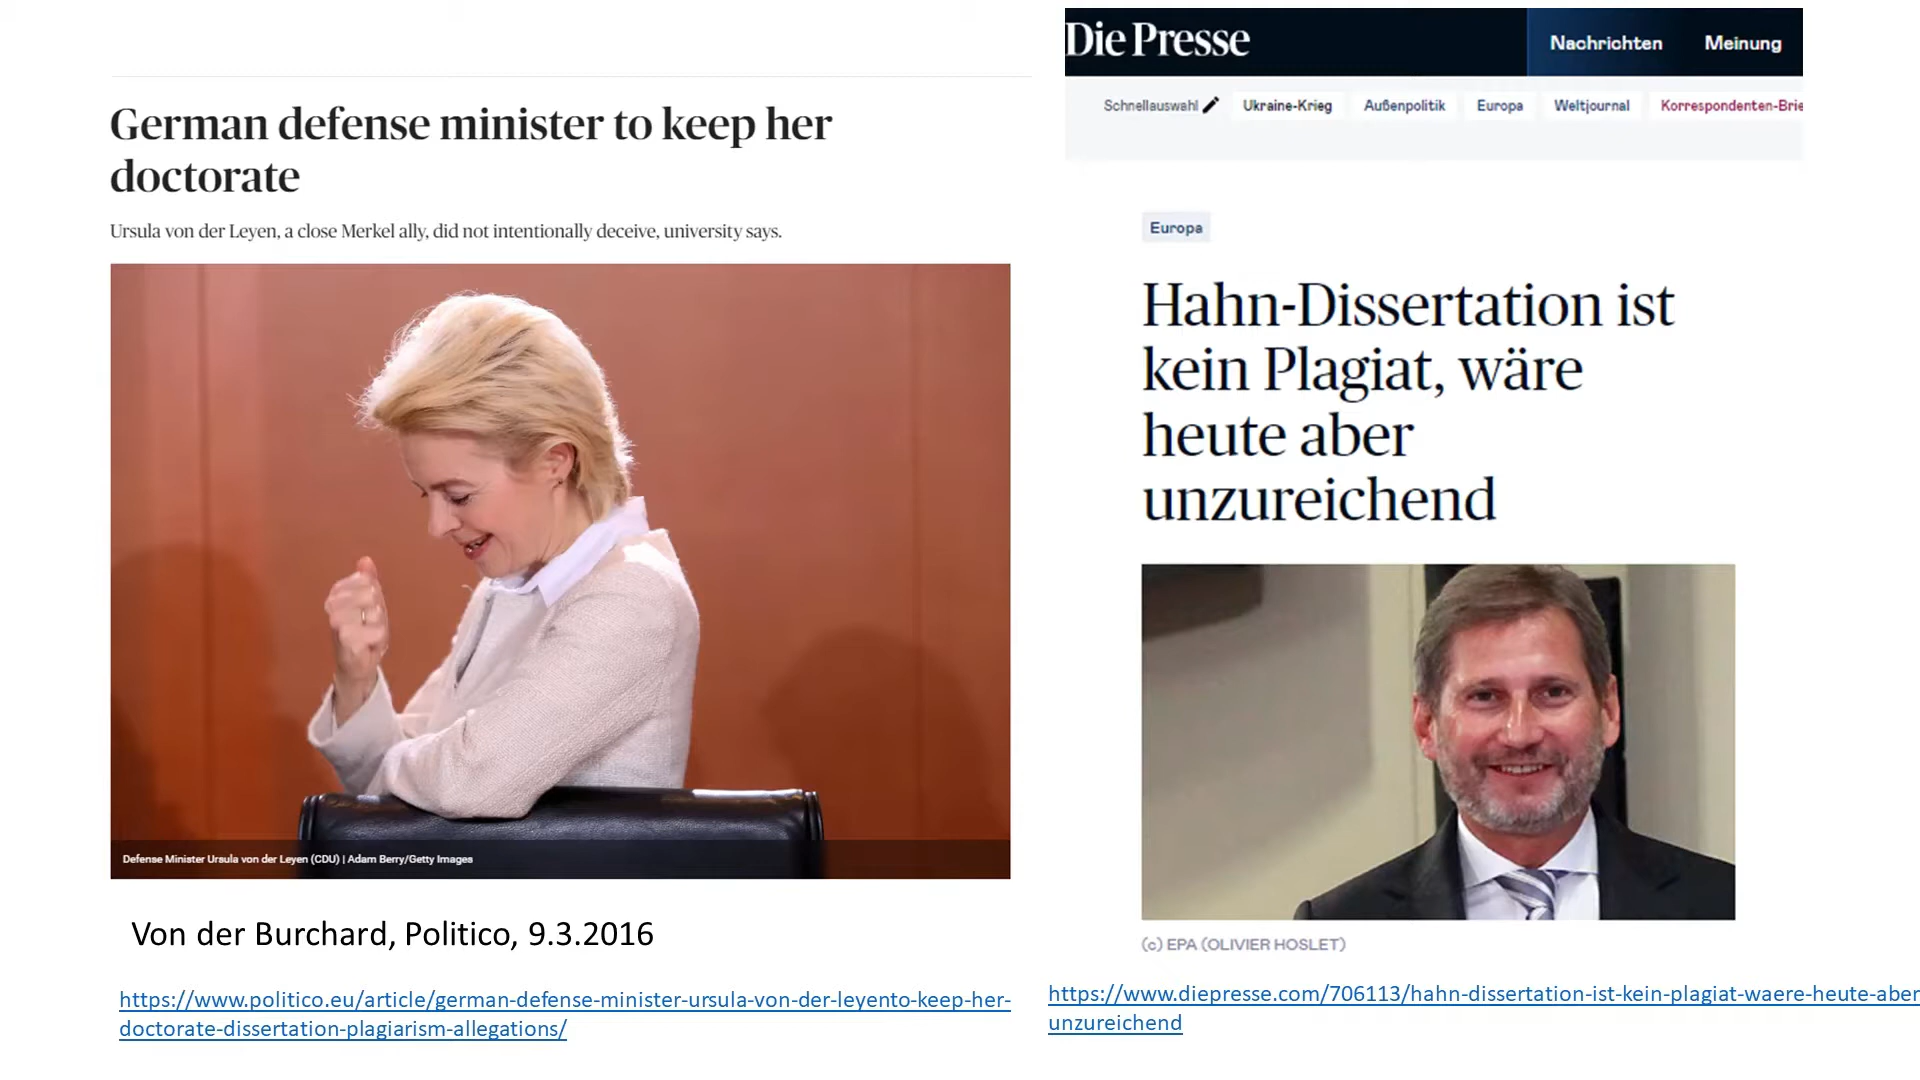 German defense minister to keep her
doctorate
Ursula von der Leyen, a close Merkel ally, did not intentionally deceive, university says.
Defense Minister Ursula von der Leyen (CDU) | Adam Berry/Getty Images
Von der Burchard, Politico, 9.3.2016
https://www.politico.eu/article/german-defense-minister-ursula-von-der-leyento-keep-her-
doctorate-dissertation-plagiarism-allegations/
Die Presse
Nachrichten Meinung
Schnellauswahl Ukraine-Krieg Außenpolitik Europa Weltjournal Korrespondenten-Brie
Europa
Hahn-Dissertation ist
kein Plagiat, wäre
heute aber
unzureichend
(c) EPA (OLIVIER HOSLET)
https://www.diepresse.com/706113/hahn-dissertation-ist-kein-plagiat-waere-heute-aber
unzureichend